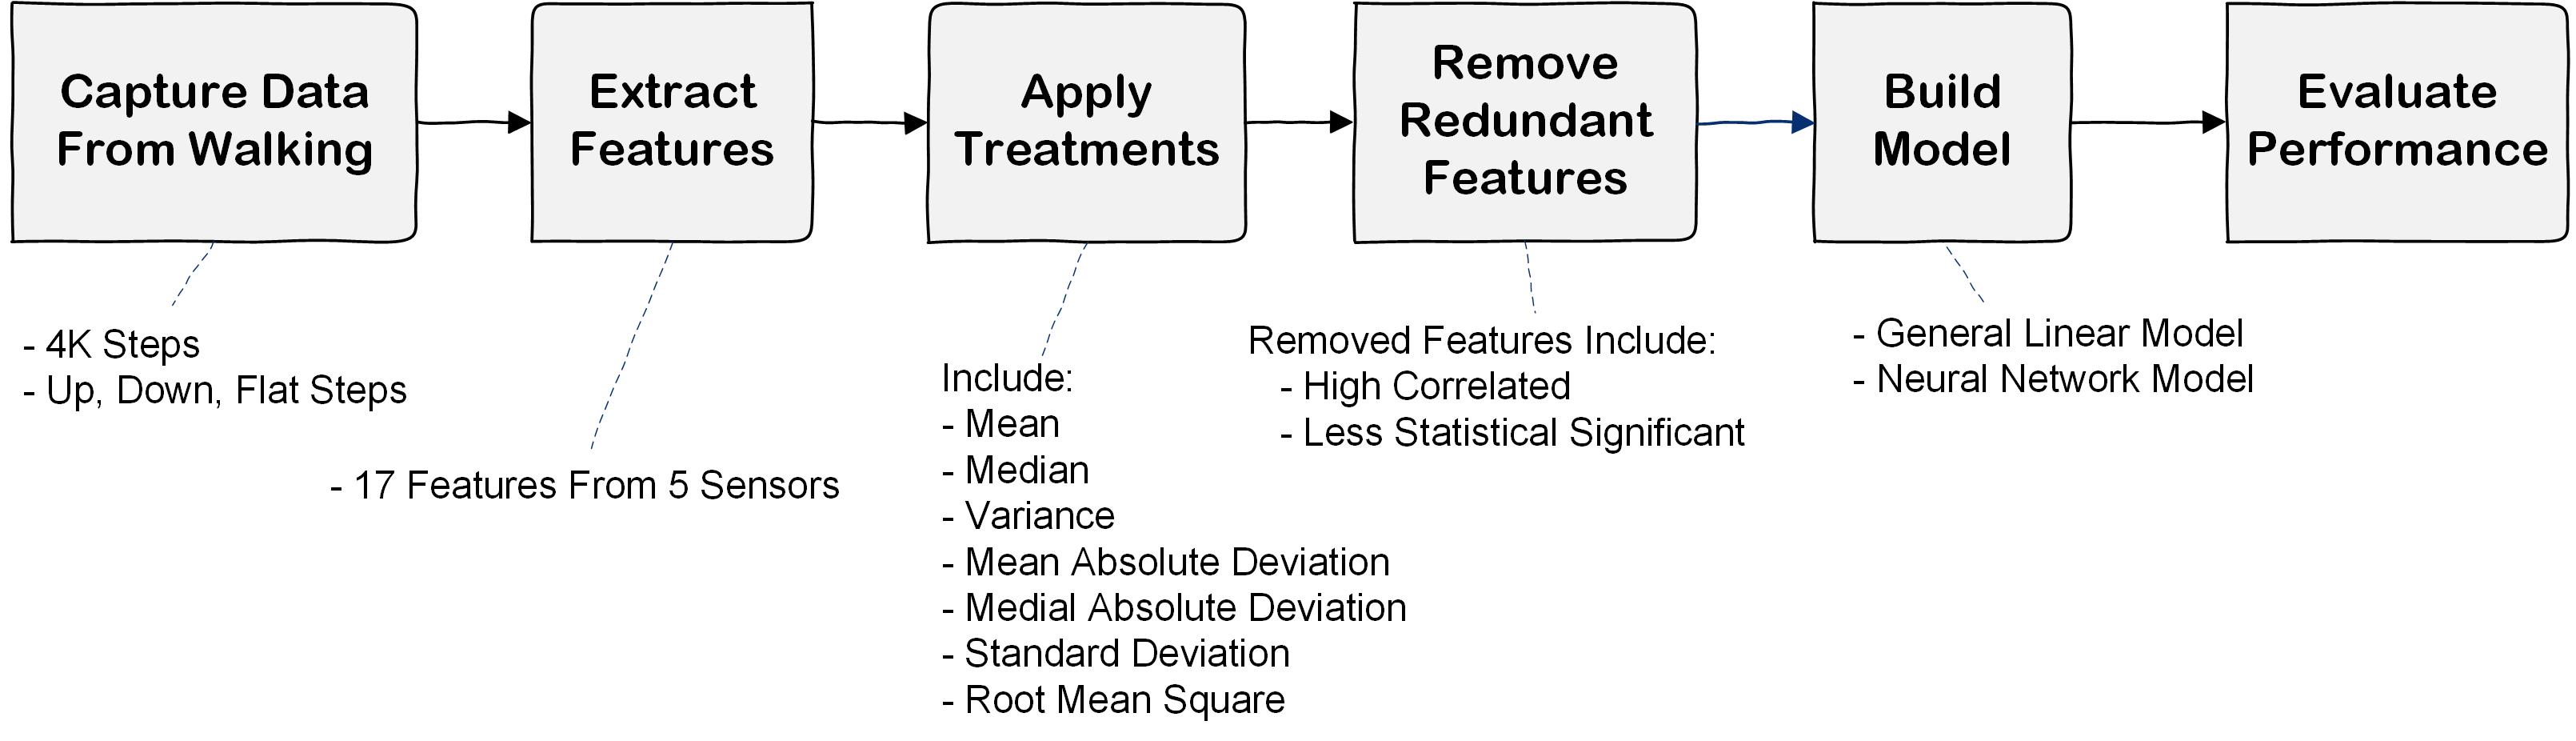 Capture Data
From Walking
Extract
Features
Apply
Treatments
Remove
Redundant
Features
Build
Model
Evaluate
Performance
- 4K Steps
- Up, Down, Flat Steps
- 17 Features From 5 Sensors
Include:
- Mean
- Median
- Variance
- Mean Absolute Deviation
- Medial Absolute Deviation
- Standard Deviation
- Root Mean Square
Removed Features Include:
- High Correlated
- Less Statistical Significant
- General Linear Model
- Neural Network Model